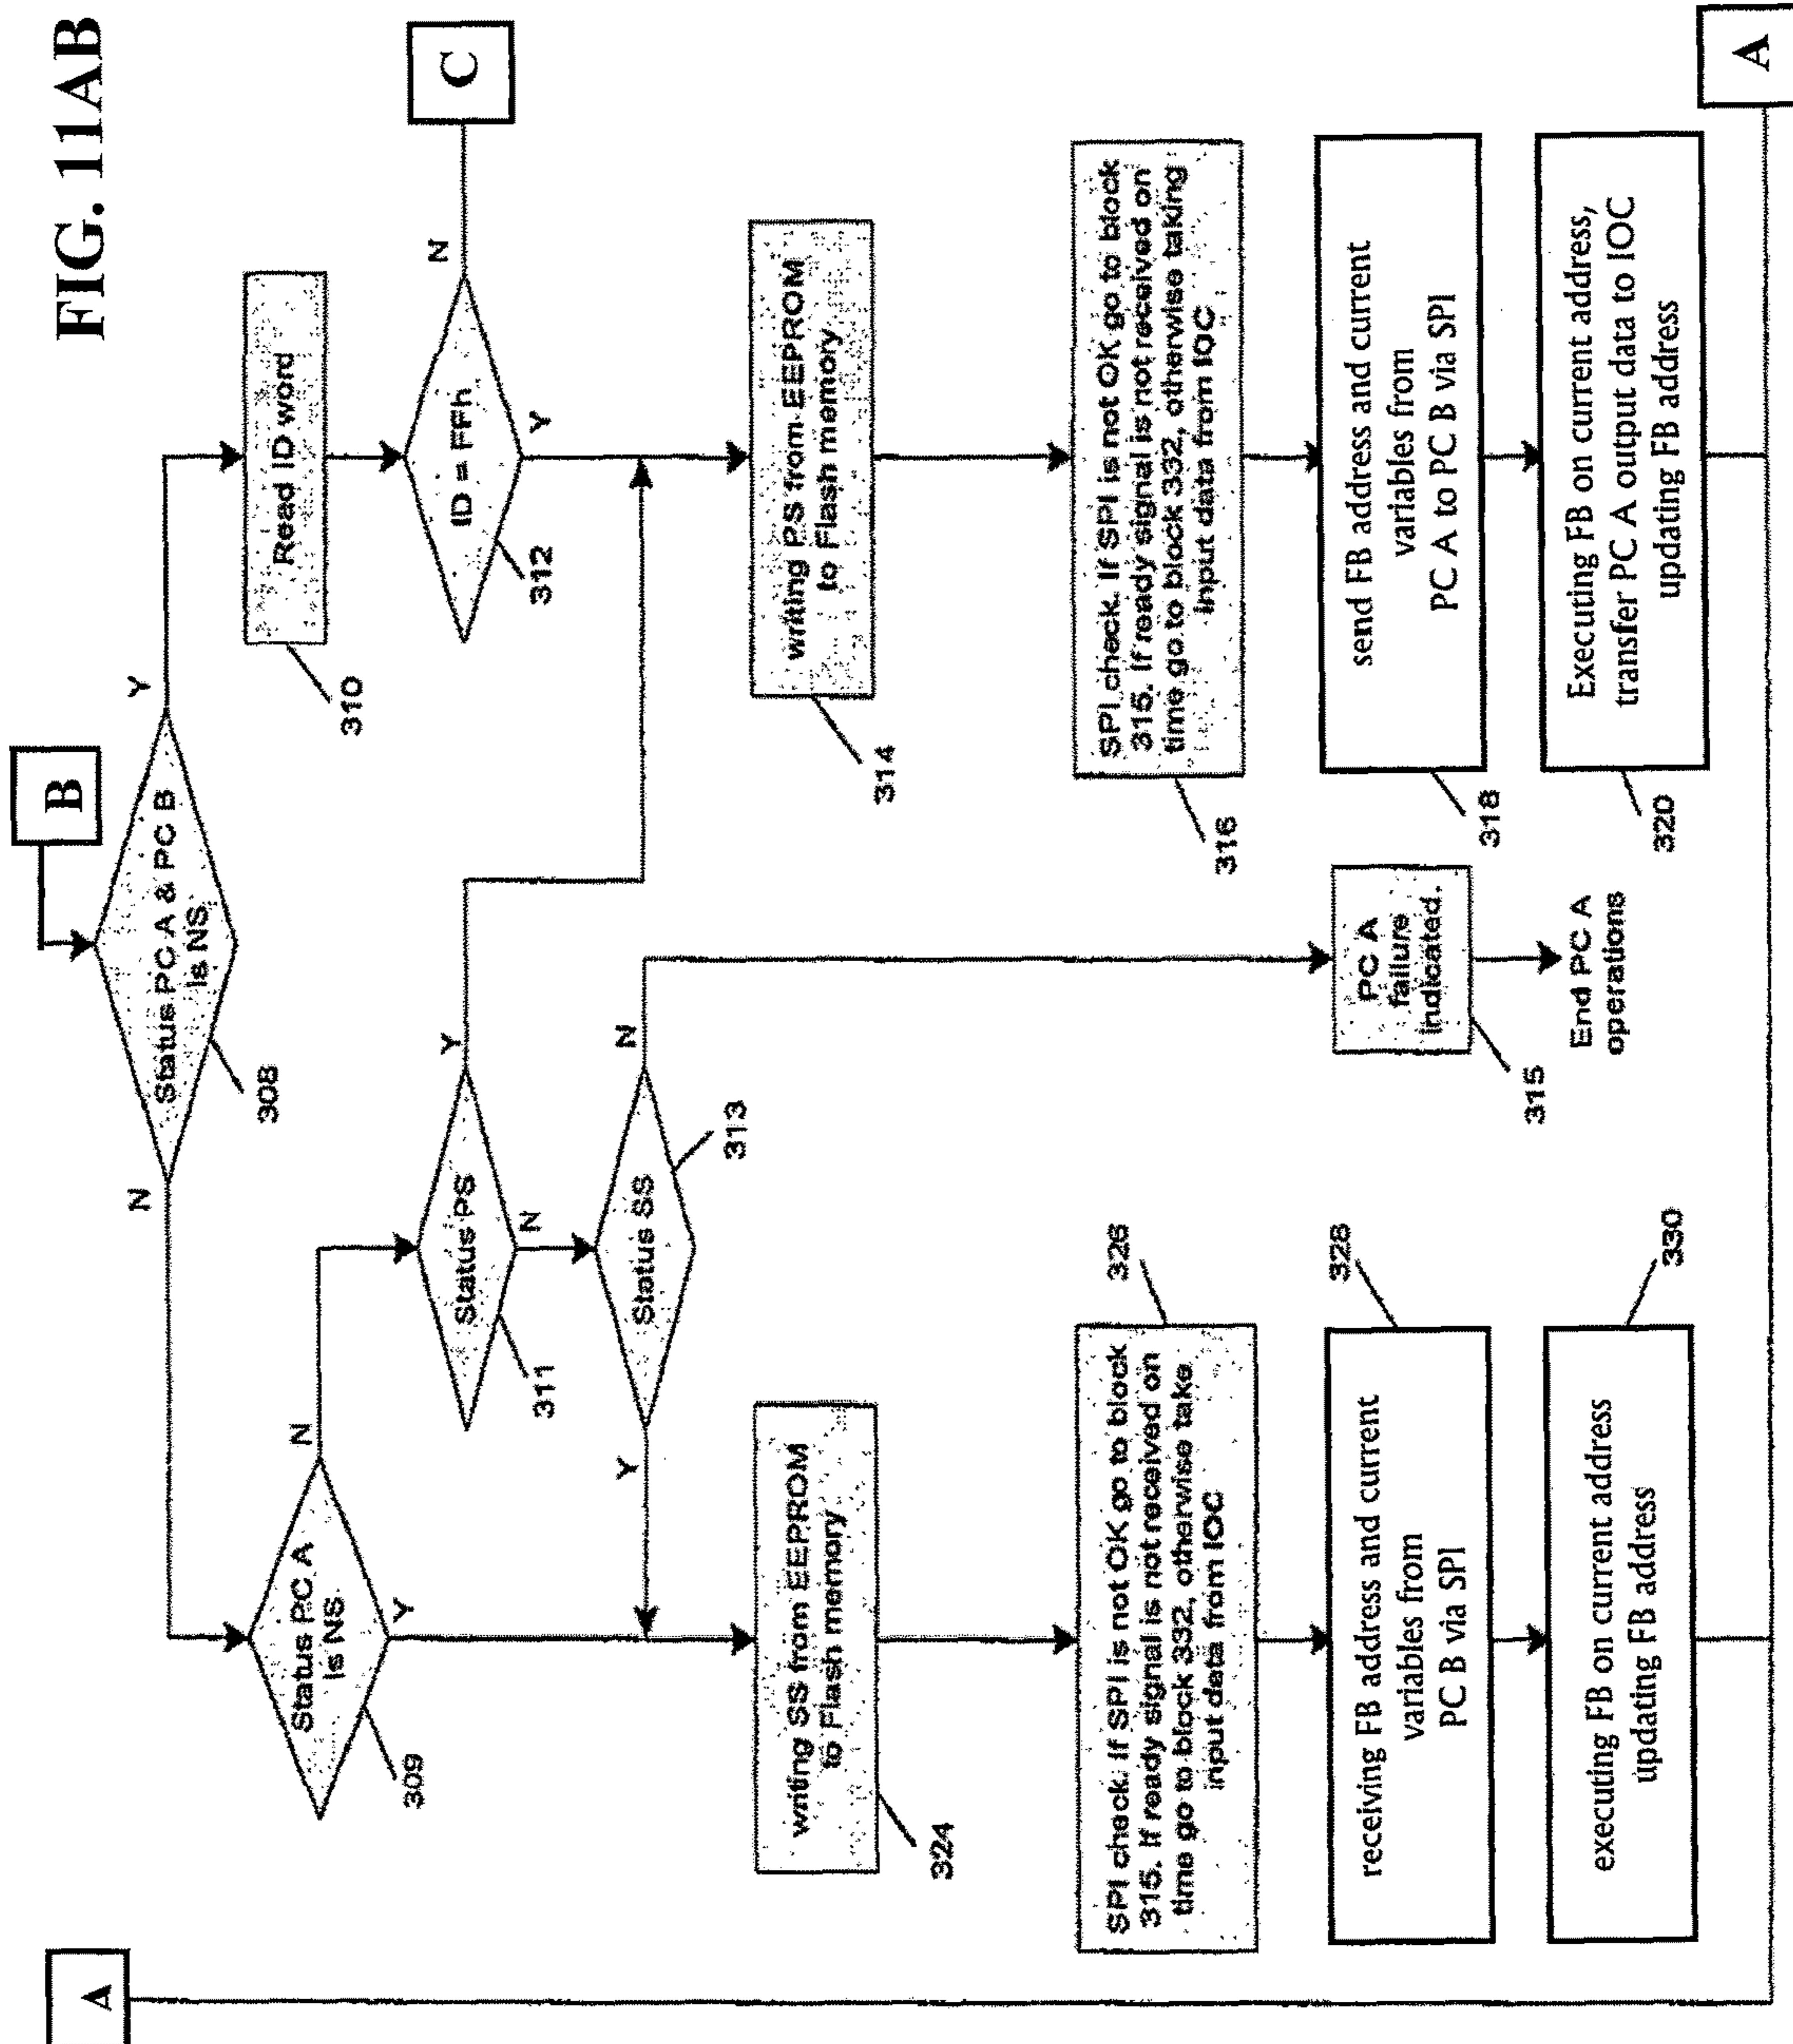 FIG. 11AB
B
Status PC A & PC B
is NS
308
N
Y
Read ID word
310
ID = FFh
312
N
Y
C
Status PC A
is NS
309
N
Y
Status PS
311
Y
N
Status SS
313
Y
N
writing SS from EEPROM
to Flash memory
324
writing PS from EEPROM
to Flash memory
314
SPI check. If SPI is not OK go to block
315. If ready signal is not received on
time go to block 332, otherwise take
input data from IOC
326
SPI check. If SPI is not OK go to block
315. If ready signal is not received on
time go to block 332, otherwise taking
input data from IOC
316
PC A
failure
indicated.
315
End PC A
operations
receiving FB address and current
variables from
PC B via SPI
328
send FB address and current
variables from
PC A to PC B via SPI
318
executing FB on current address
updating FB address
330
Executing FB on current address,
transfer PC A output data to IOC
updating FB address
320
A
A